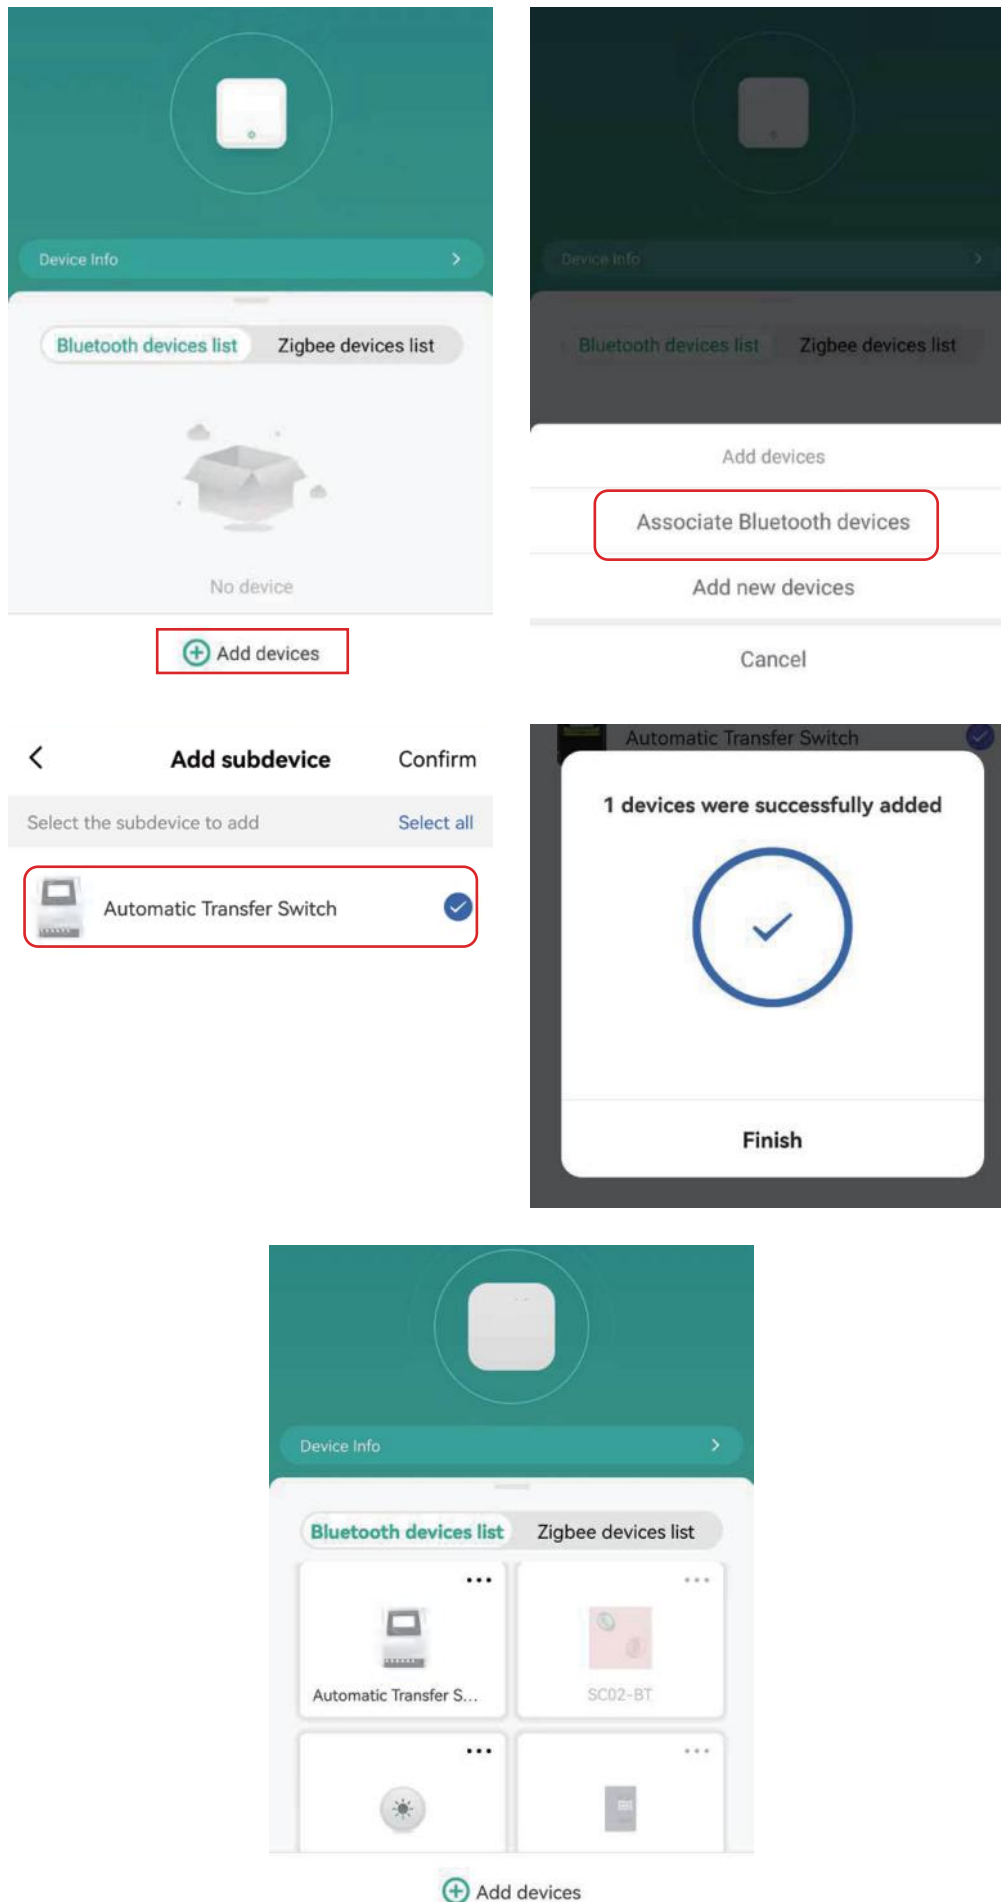 Device Info
Bluetooth devices list
Zigbee devices list
No device
Add devices
Device Info
Bluetooth devices list
Zigbee devices list
Add devices
Associate Bluetooth devices
Add new devices
Cancel
Add subdevice
Confirm
Select the subdevice to add
Select all
Automatic Transfer Switch
Automatic Transfer Switch
1 devices were successfully added
Finish
Device Info
Bluetooth devices list
Zigbee devices list
Automatic Transfer S...
SC02-BT
Add devices